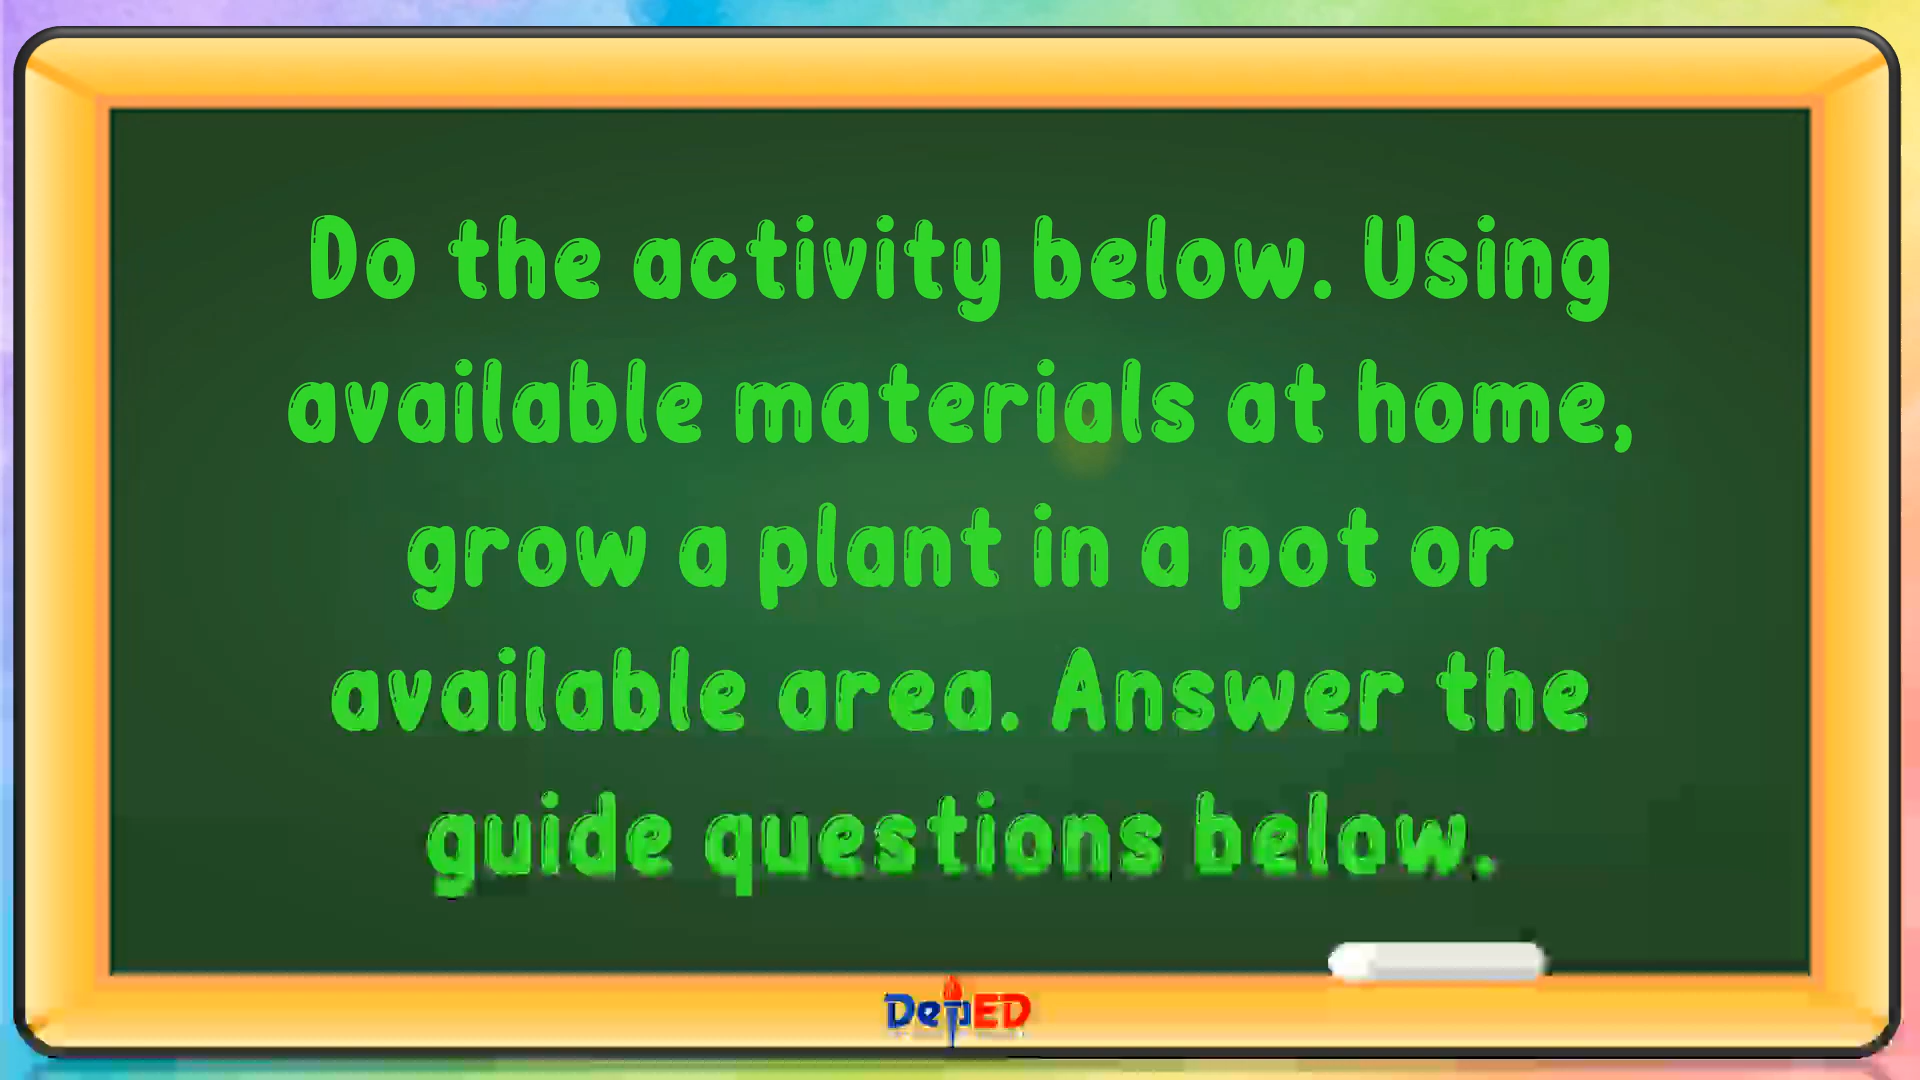 Do the activity below. Using
available materials at home,
grow a plant in a pot or
available area. Answer the
guide questions below.
DepED